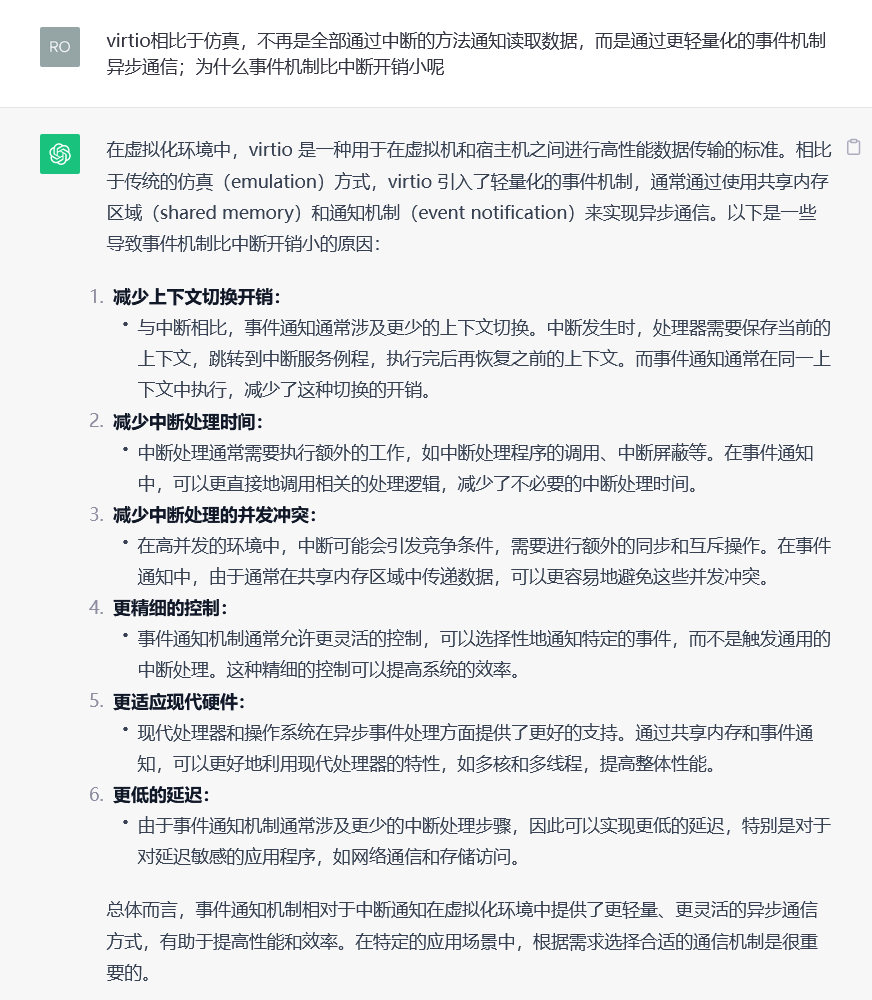 RO
virtio相比于仿真，不再是全部通过中断的方法通知读取数据，而是通过更轻量化的事件机制
异步通信；为什么事件机制比中断开销小呢
在虚拟化环境中，virtio 是一种用于在虚拟机和宿主机之间进行高性能数据传输的标准。相比
于传统的仿真（emulation）方式，virtio 引入了轻量化的事件机制，通常通过使用共享内存
区域（shared memory）和通知机制（event notification）来实现异步通信。以下是一些
导致事件机制比中断开销小的原因：
1. 减少上下文切换开销：
• 与中断相比，事件通知通常涉及更少的上下文切换。中断发生时，处理器需要保存当前的
上下文，跳转到中断服务例程，执行完后再恢复之前的上下文。而事件通知通常在同一上
下文中执行，减少了这种切换的开销。
2. 减少中断处理时间：
• 中断处理通常需要执行额外的工作，如中断处理程序的调用、中断屏蔽等。在事件通知
中，可以更直接地调用相关的处理逻辑，减少了不必要的中断处理时间。
3. 减少中断处理的并发冲突：
• 在高并发的环境中，中断可能会引发竞争条件，需要进行额外的同步和互斥操作。在事件
通知中，由于通常在共享内存区域中传递数据，可以更容易地避免这些并发冲突。
4. 更精细的控制：
• 事件通知机制通常允许更灵活的控制，可以选择性地通知特定的事件，而不是触发通用的
中断处理。这种精细的控制可以提高系统的效率。
5. 更适应现代硬件：
• 现代处理器和操作系统在异步事件处理方面提供了更好的支持。通过共享内存和事件通
知，可以更好地利用现代处理器的特性，如多核和多线程，提高整体性能。
6. 更低的延迟：
• 由于事件通知机制通常涉及更少的中断处理步骤，因此可以实现更低的延迟，特别是对于
对延迟敏感的应用程序，如网络通信和存储访问。
总体而言，事件通知机制相对于中断通知在虚拟化环境中提供了更轻量、更灵活的异步通信
方式，有助于提高性能和效率。在特定的应用场景中，根据需求选择合适的通信机制是很重
要的。